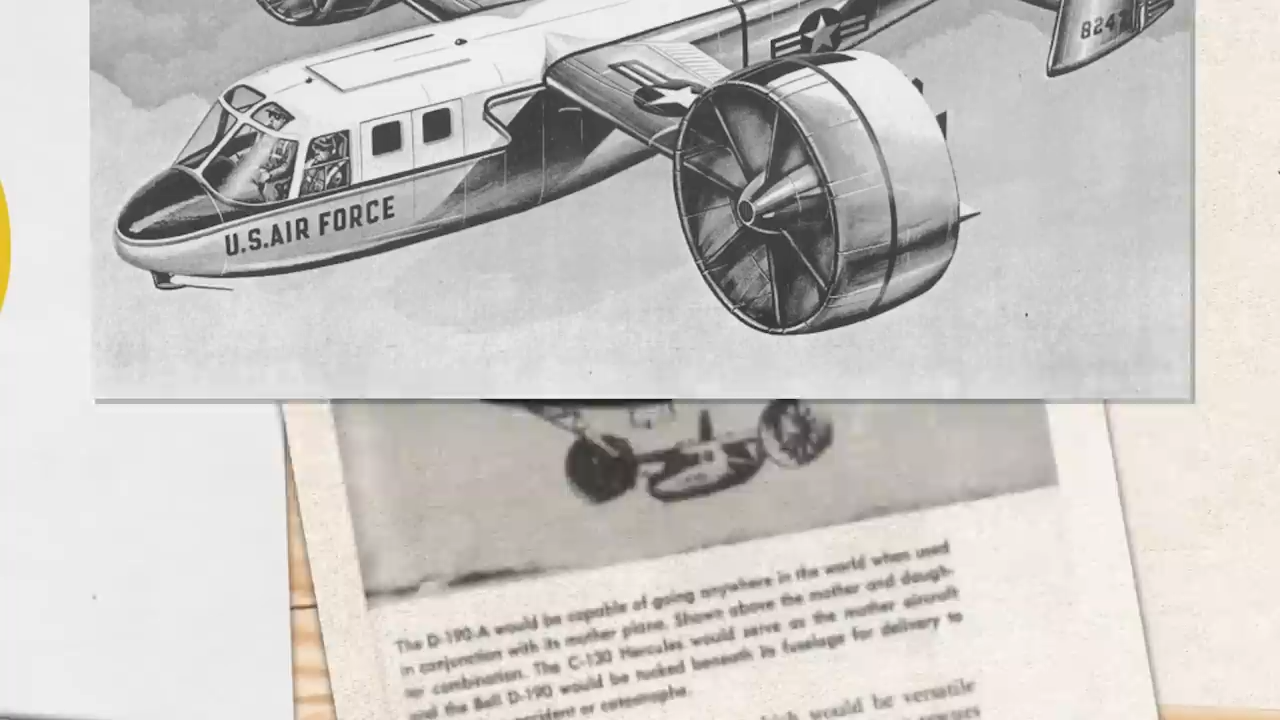 824
U.S.AIR FORCE
The D-190-A would be capable of going anywhere in the world when used
in conjunction with its mother plane. Shown above the mother and daugh-
ter combination. The C-130 Hercules would serve as the mother aircraft
and the Bell D-190 would be tucked beneath its fuselage for delivery to
accident or catastrophe.
would be versatile